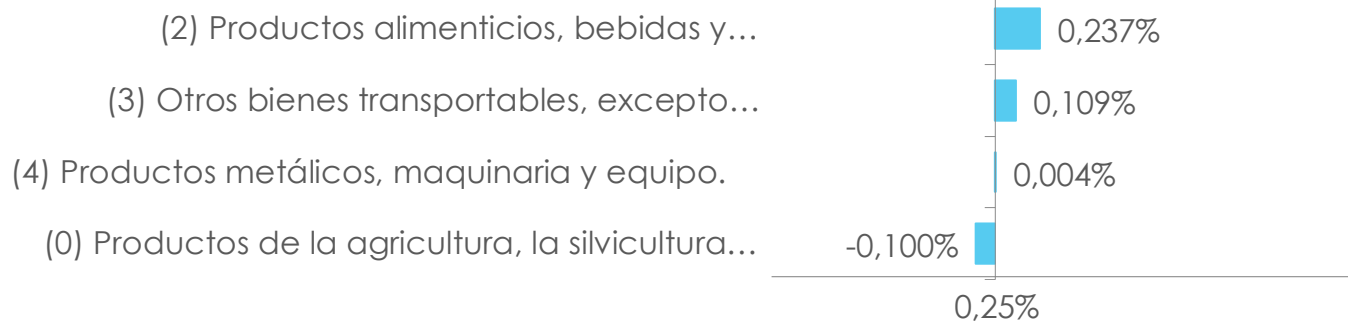 (2) Productos alimenticios, bebidas y… 0,237%
(3) Otros bienes transportables, excepto… 0,109%
(4) Productos metálicos, maquinaria y equipo. 0,004%
(0) Productos de la agricultura, la silvicultura… -0,100%
0,25%